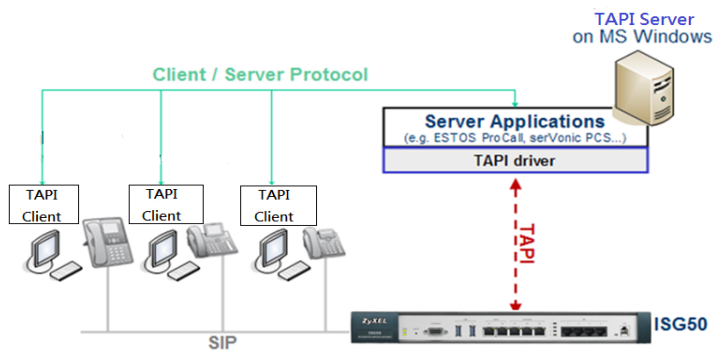 TAPI Server
on MS Windows
Client / Server Protocol
Server Applications
(e.g. ESTOS ProCall, serVonic PCS...)
TAPI driver
TAPI
Client
TAPI
Client
TAPI
Client
TAPI
ZyXEL
ISG50
SIP